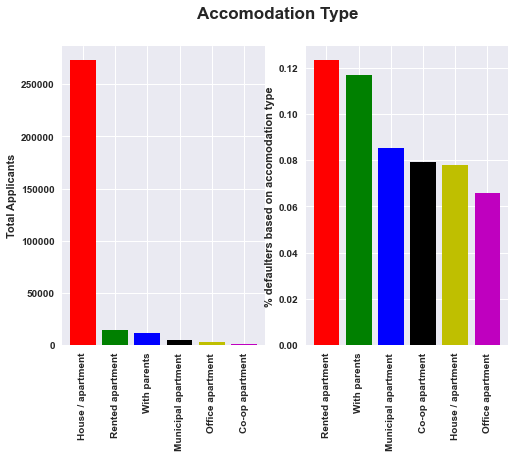 Accomodation Type
Total Applicants
250000
200000
150000
100000
50000
0
House / apartment
Rented apartment
With parents
Municipal apartment
Office apartment
Co-op apartment
% defaulters based on accomodation type
0.12
0.10
0.08
0.06
0.04
0.02
0.00
Rented apartment
With parents
Municipal apartment
Co-op apartment
House / apartment
Office apartment